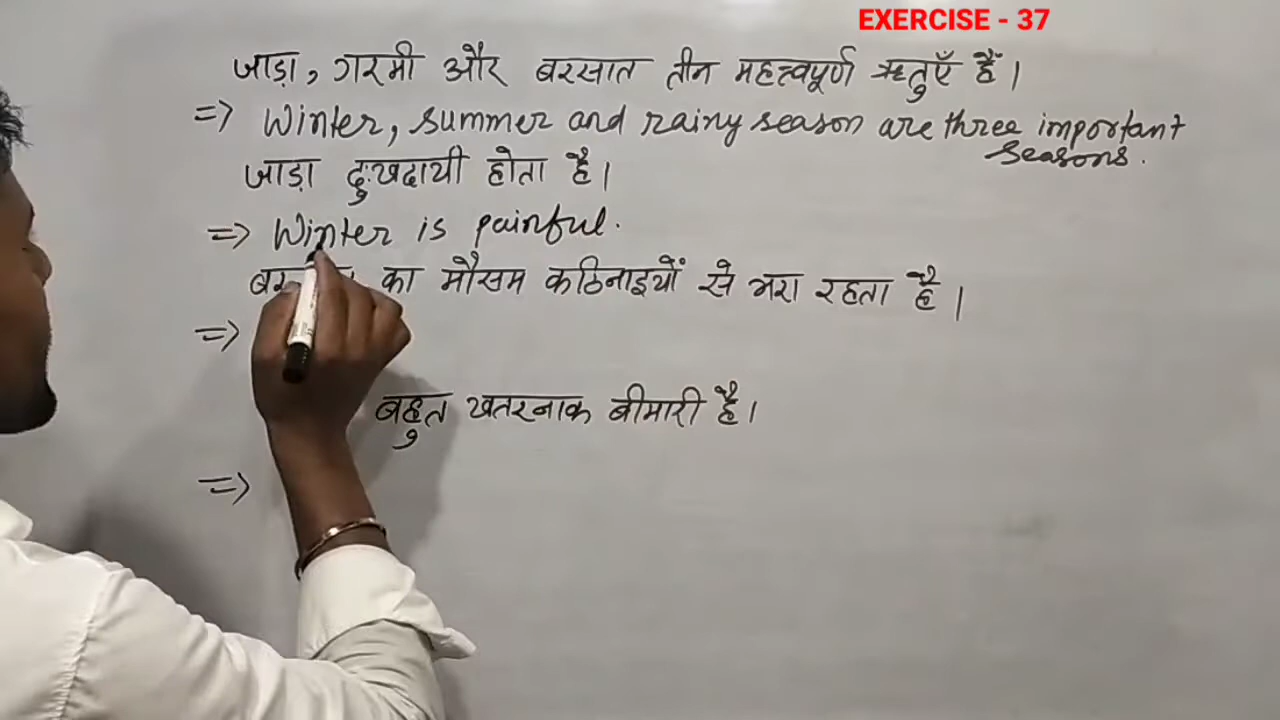 EXERCISE - 37
जाड़ा, गरमी और बरसात तीन महत्त्वपूर्ण ऋतुएँ हैं।
=> Winter, summer and rainy season are three important
seasons.
जाड़ा दुःखदायी होता है।
=> Winter is painful.
का मौसम कठिनाइयों से भरा रहता है।
=>
बहुत खतरनाक बीमारी है।
=>